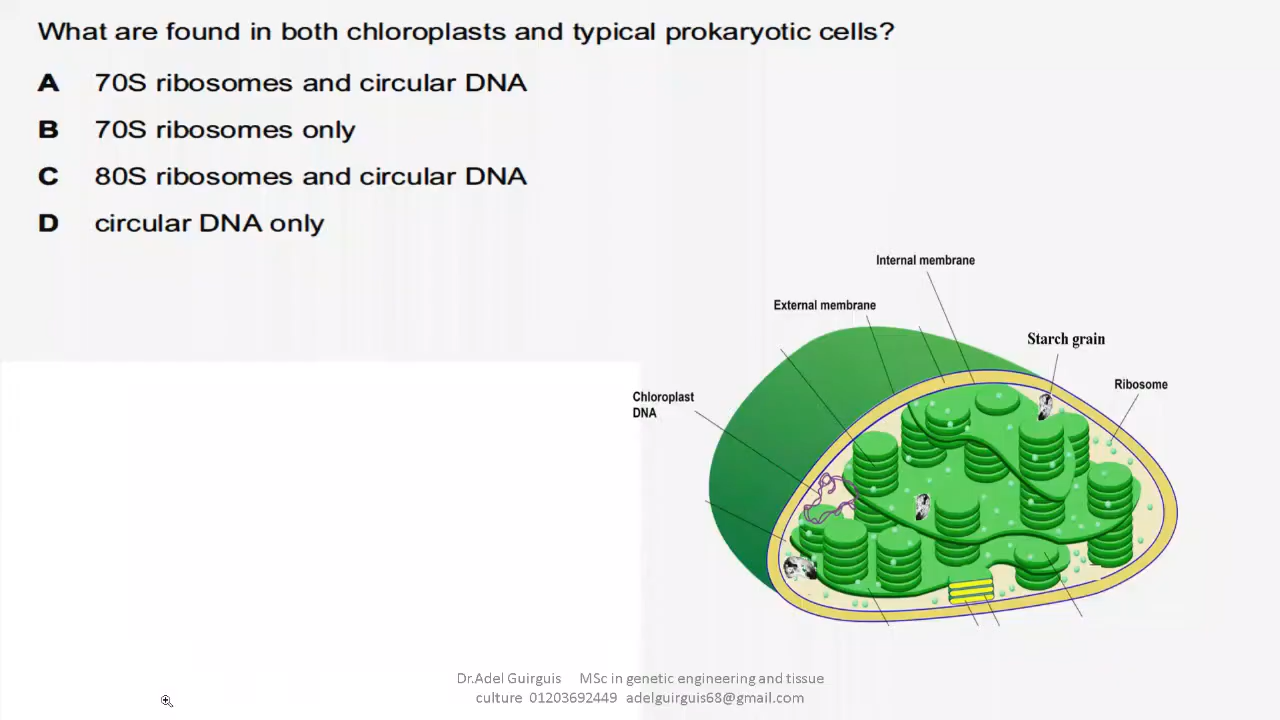 What are found in both chloroplasts and typical prokaryotic cells?
A 70S ribosomes and circular DNA
B 70S ribosomes only
C 80S ribosomes and circular DNA
D circular DNA only
Internal membrane
External membrane
Starch grain
Ribosome
Chloroplast
DNA
Dr.Adel Guirguis MSc in genetic engineering and tissue
culture 01203692449 adelguirguis68@gmail.com